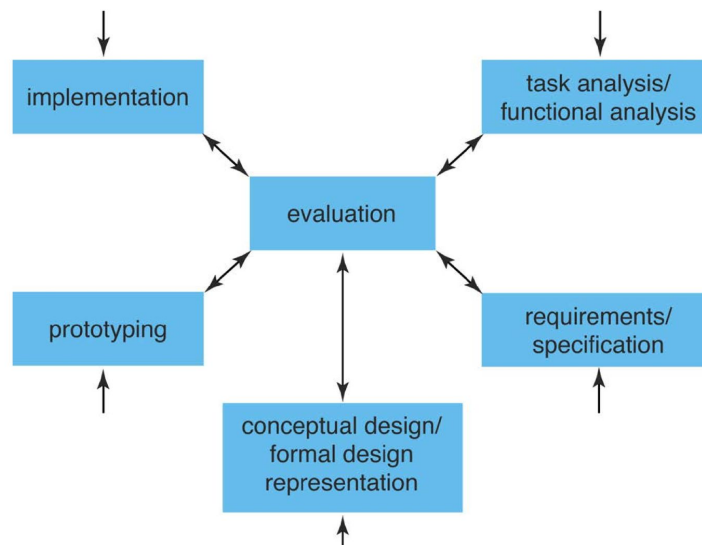 implementation
task analysis/
functional analysis
evaluation
prototyping
requirements/
specification
conceptual design/
formal design
representation